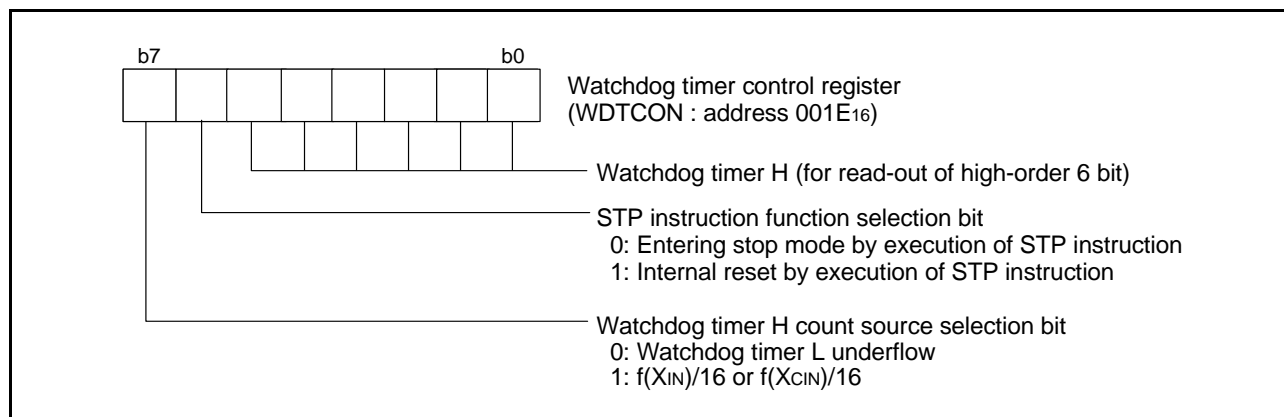 b7 b0
Watchdog timer control register
(WDTCON : address 001E16)
Watchdog timer H (for read-out of high-order 6 bit)
STP instruction function selection bit
0: Entering stop mode by execution of STP instruction
1: Internal reset by execution of STP instruction
Watchdog timer H count source selection bit
0: Watchdog timer L underflow
1: f(XIN)/16 or f(XCIN)/16